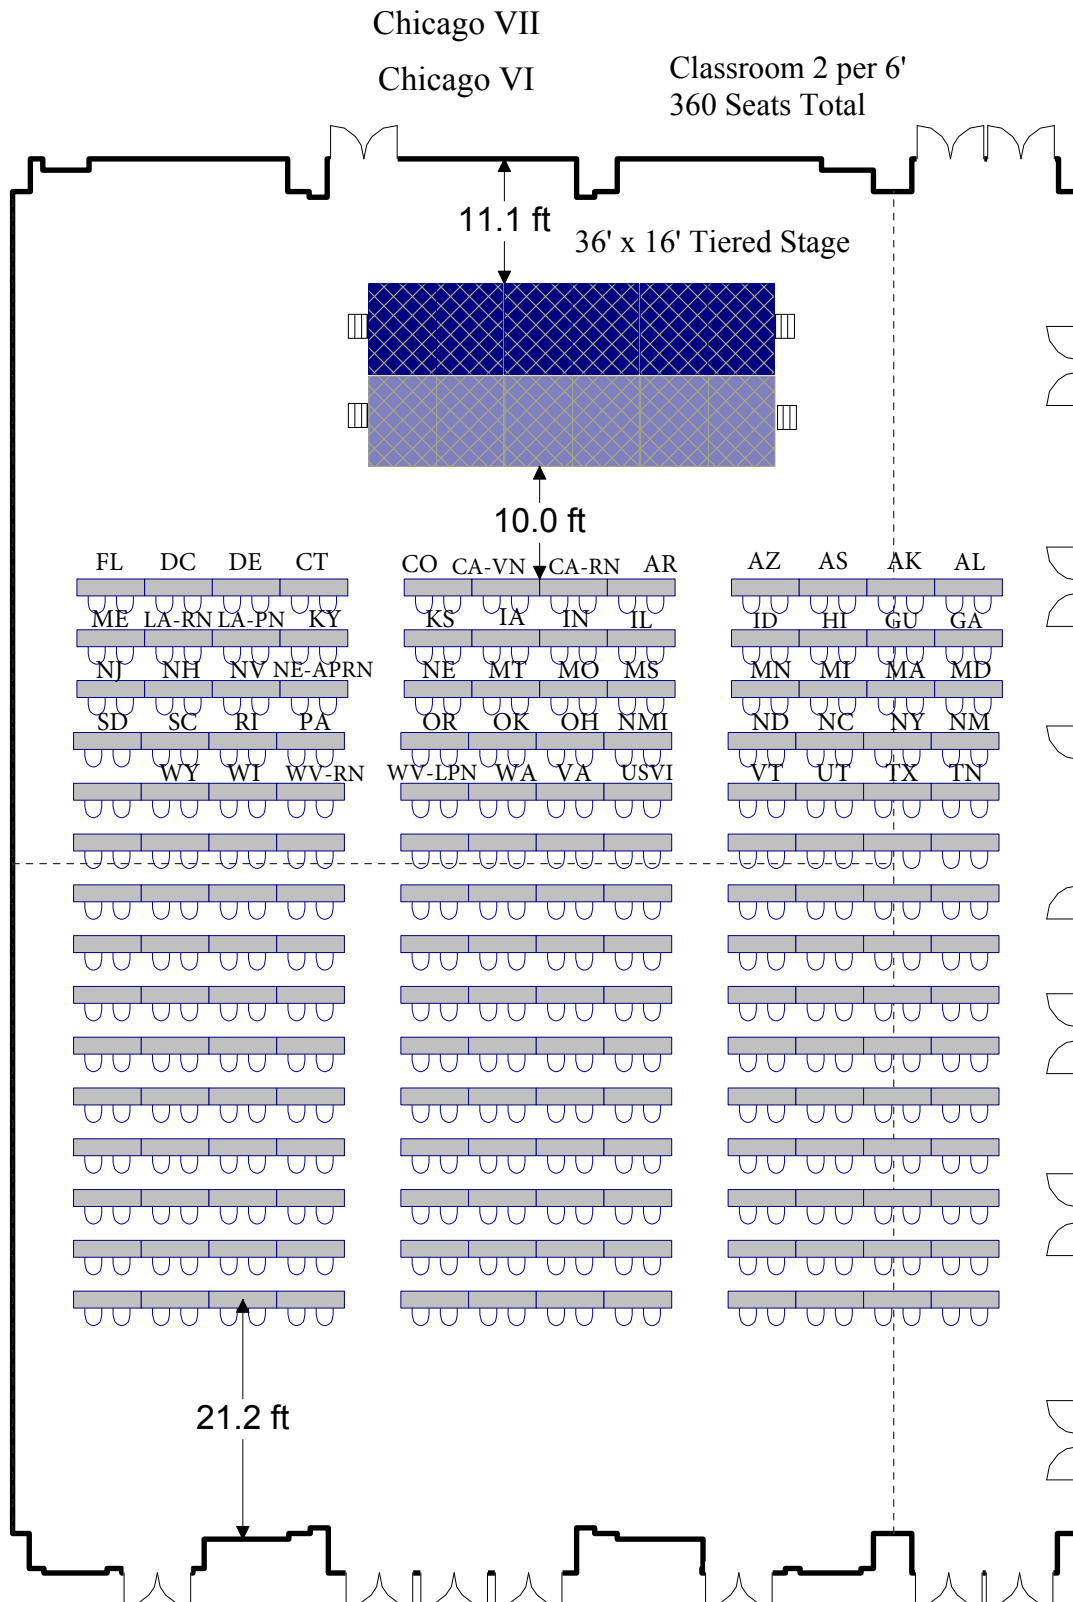 Chicago VII
Chicago VI
Classroom 2 per 6'
360 Seats Total
11.1 ft
36' x 16' Tiered Stage
10.0 ft
FL DC DE CT CO CA-VN CA-RN AR AZ AS AK AL
ME LA-RN LA-PN KY KS IA IN IL ID HI GU GA
NJ NH NV NE-APRN NE MT MO MS MN MI MA MD
SD SC RI PA OR OK OH NMI ND NC NY NM
WY WI WV-RN WV-LPN WA VA USVI VT UT TX TN
21.2 ft